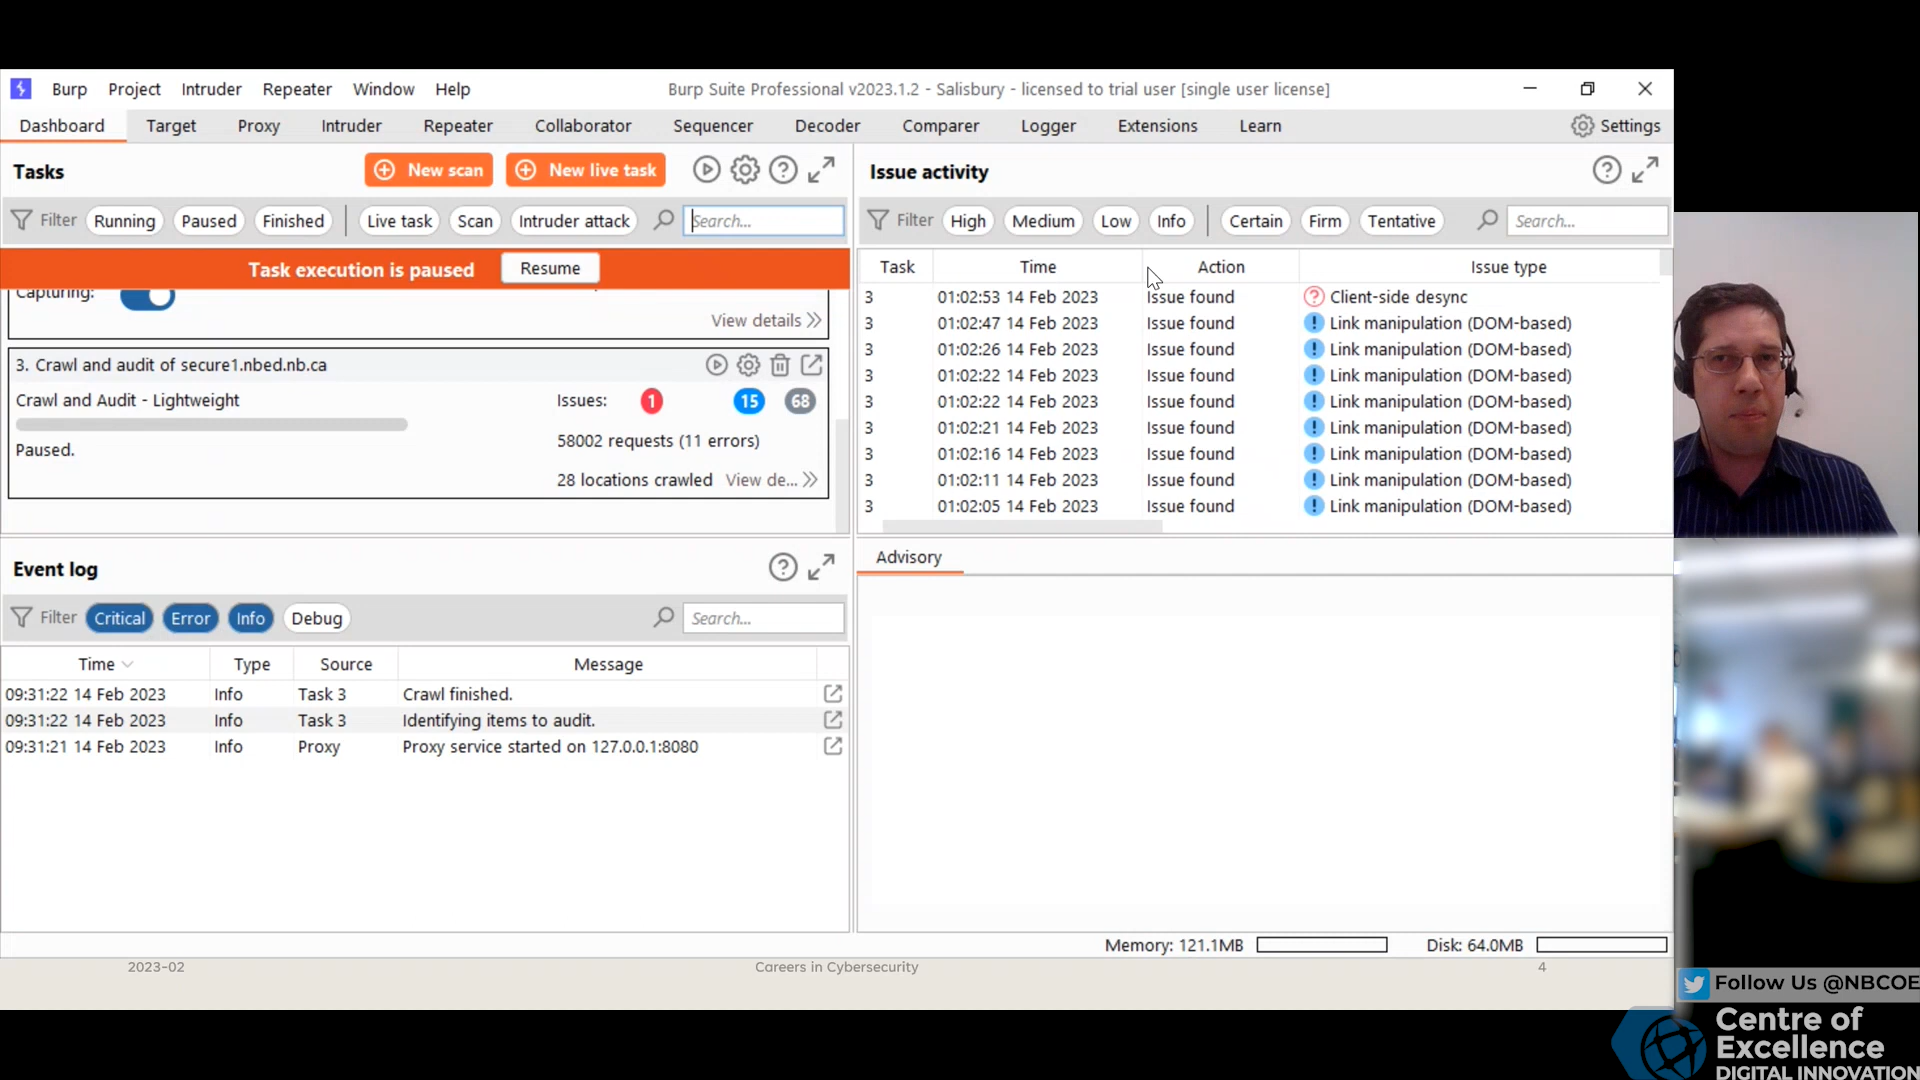 Burp Project Intruder Repeater Window Help Burp Suite Professional v2023.1.2 - Salisbury - licensed to trial user [single user license]
Dashboard Target Proxy Intruder Repeater Collaborator Sequencer Decoder Comparer Logger Extensions Learn Settings
Tasks New scan New live task
Filter Running Paused Finished Live task Scan Intruder attack Search...
Task execution is paused Resume
Capturing:
View details
3. Crawl and audit of secure1.nbed.nb.ca
Crawl and Audit - Lightweight Issues: 1 15 68
58002 requests (11 errors)
Paused.
28 locations crawled View de...
Issue activity
Filter High Medium Low Info Certain Firm Tentative Search...
Task Time Action Issue type
3 01:02:53 14 Feb 2023 Issue found Client-side desync
3 01:02:47 14 Feb 2023 Issue found Link manipulation (DOM-based)
3 01:02:26 14 Feb 2023 Issue found Link manipulation (DOM-based)
3 01:02:22 14 Feb 2023 Issue found Link manipulation (DOM-based)
3 01:02:22 14 Feb 2023 Issue found Link manipulation (DOM-based)
3 01:02:21 14 Feb 2023 Issue found Link manipulation (DOM-based)
3 01:02:16 14 Feb 2023 Issue found Link manipulation (DOM-based)
3 01:02:11 14 Feb 2023 Issue found Link manipulation (DOM-based)
3 01:02:05 14 Feb 2023 Issue found Link manipulation (DOM-based)
Event log
Filter Critical Error Info Debug Search...
Time Type Source Message
09:31:22 14 Feb 2023 Info Task 3 Crawl finished.
09:31:22 14 Feb 2023 Info Task 3 Identifying items to audit.
09:31:21 14 Feb 2023 Info Proxy Proxy service started on 127.0.0.1:8080
Advisory
Memory: 121.1MB Disk: 64.0MB
2023-02 Careers in Cybersecurity 4
Follow Us @NBCOE
Centre of
Excellence
DIGITAL INNOVATION